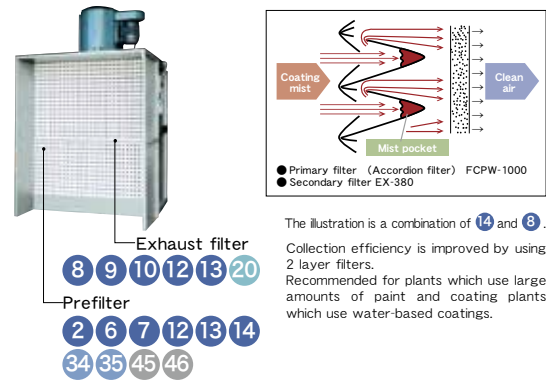 Exhaust filter
8 9 10 12 13 20
Prefilter
2 6 7 12 13 14
34 35 45 46
Coating
mist
Clean
air
Mist pocket
● Primary filter （Accordion filter） FCPW-1000
● Secondary filter EX-380
The illustration is a combination of 14 and 8 .
Collection efficiency is improved by using
2 layer filters.
Recommended for plants which use large
amounts of paint and coating plants
which use water-based coatings.